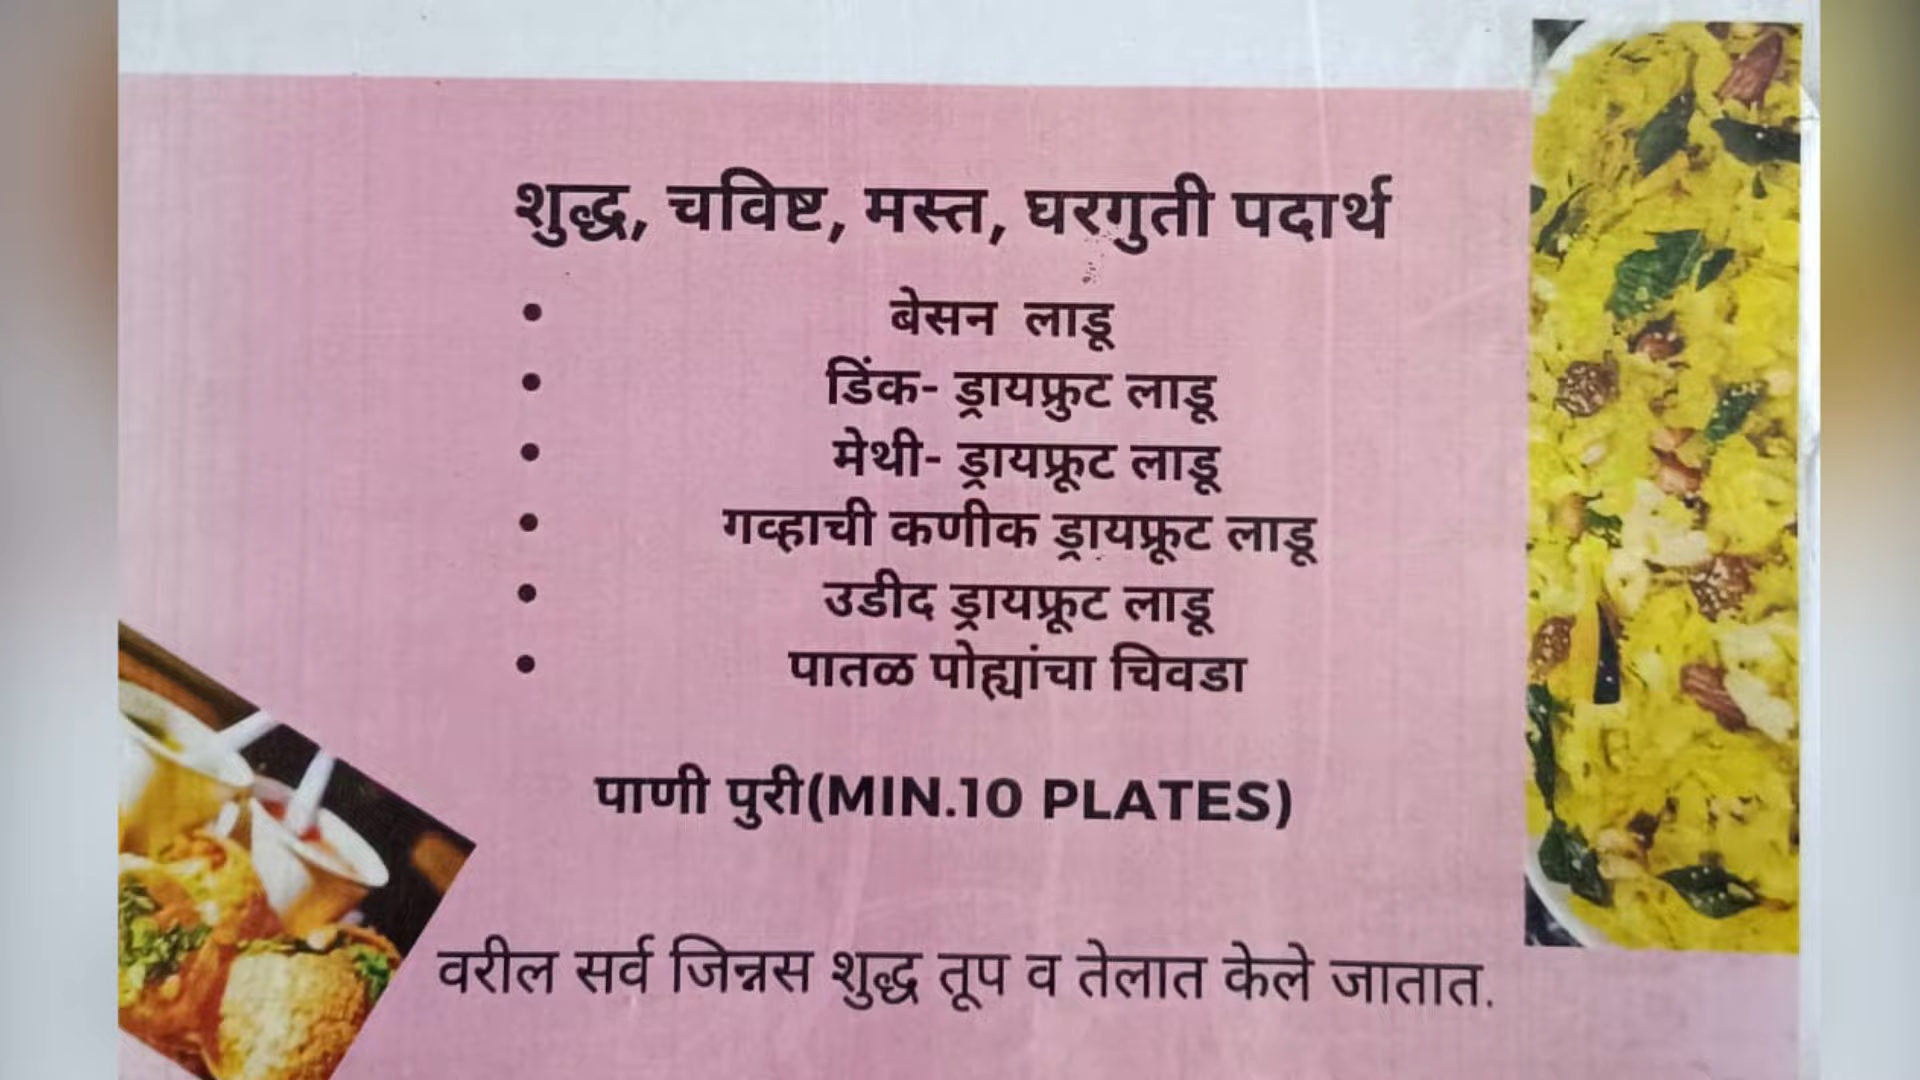 शुद्ध, चविष्ट, मस्त, घरगुती पदार्थ
• बेसन लाडू
• डिंक- ड्रायफ्रुट लाडू
• मेथी- ड्रायफ्रूट लाडू
• गव्हाची कणीक ड्रायफ्रूट लाडू
• उडीद ड्रायफ्रूट लाडू
• पातळ पोह्यांचा चिवडा
पाणी पुरी(MIN.10 PLATES)
वरील सर्व जिन्नस शुद्ध तूप व तेलात केले जातात.